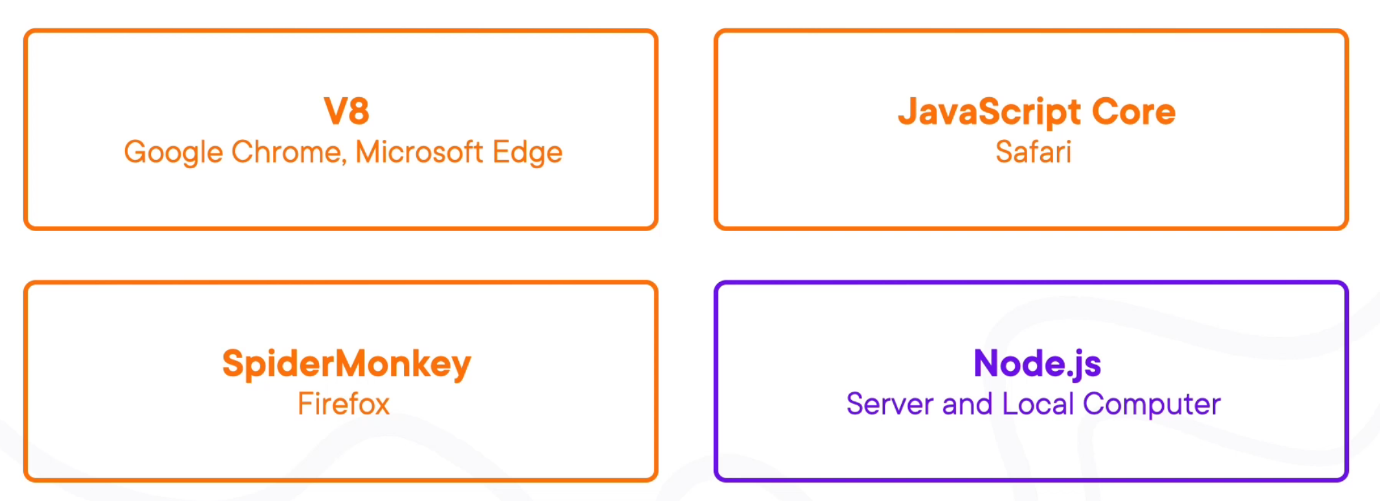 V8
Google Chrome, Microsoft Edge
JavaScript Core
Safari
SpiderMonkey
Firefox
Node.js
Server and Local Computer